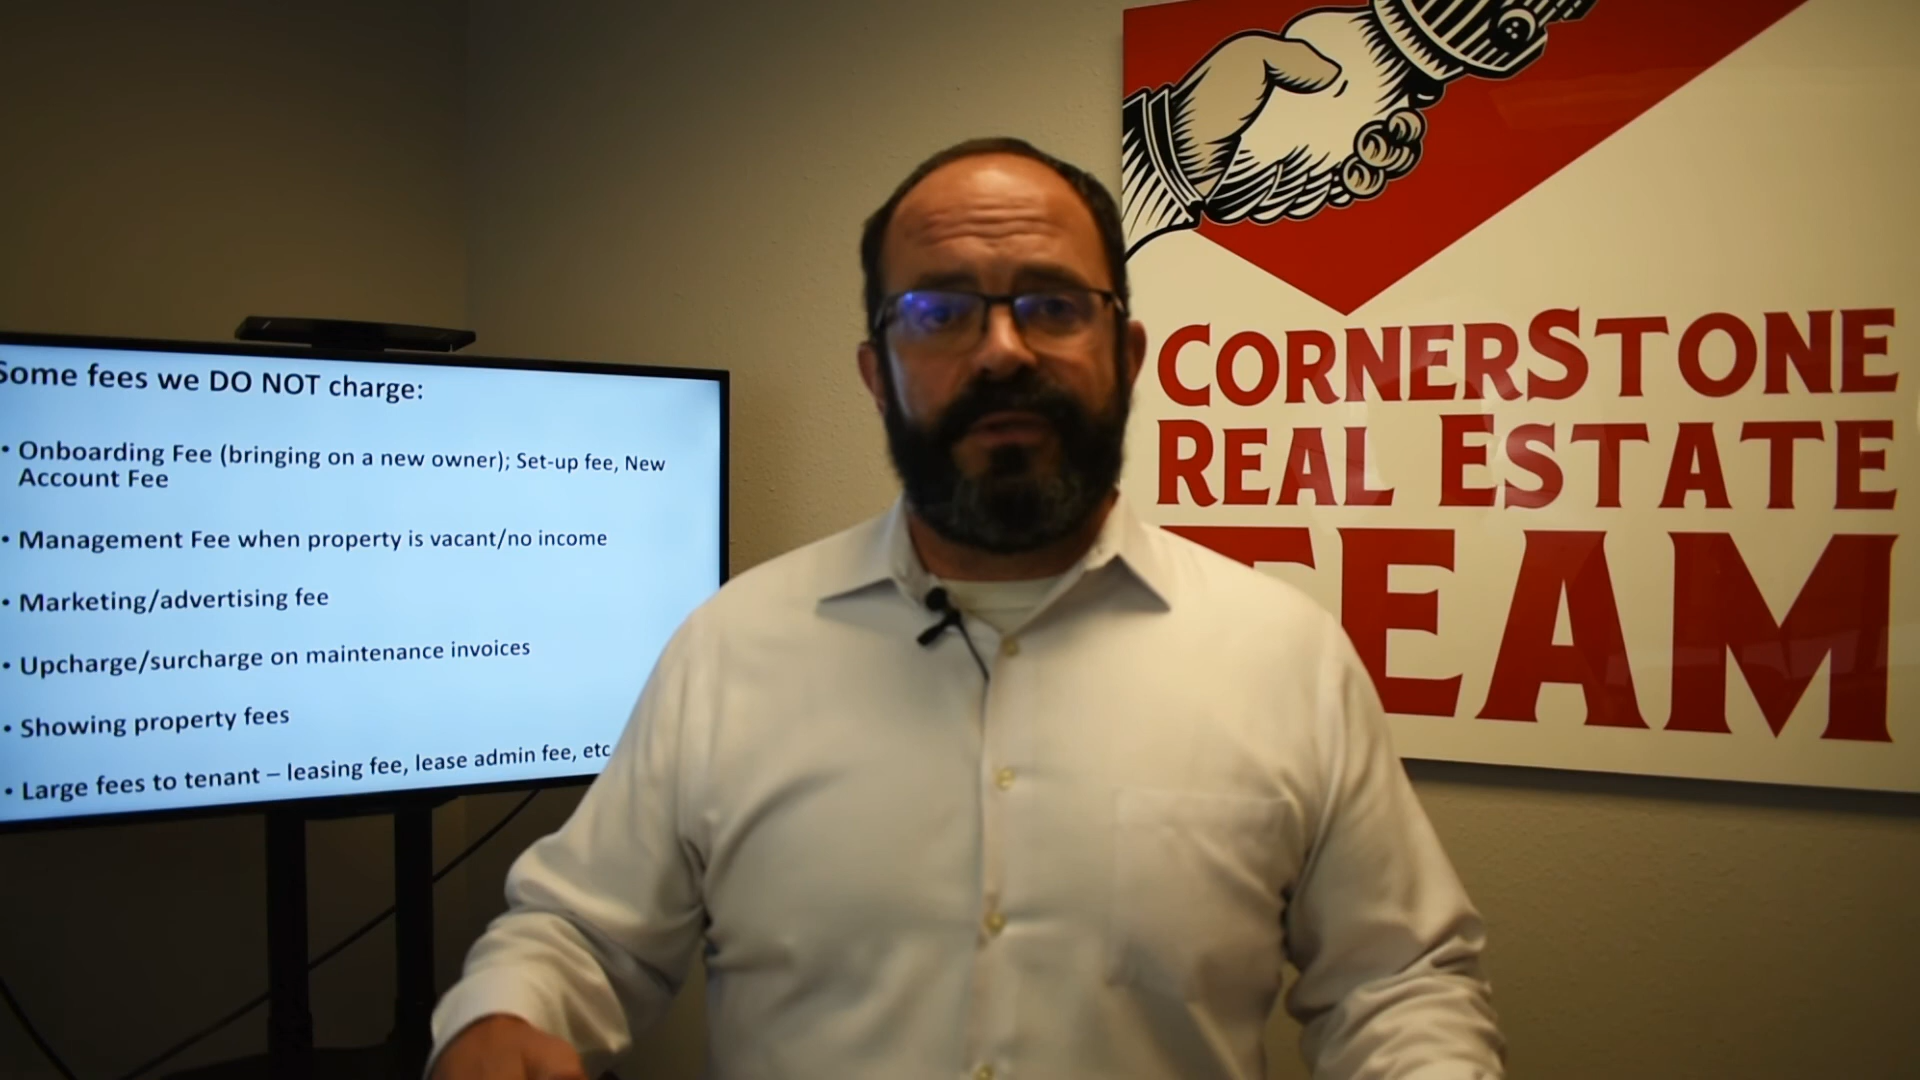 Some fees we DO NOT charge:
• Onboarding Fee (bringing on a new owner); Set-up fee, New
Account Fee
• Management Fee when property is vacant/no income
• Marketing/advertising fee
• Upcharge/surcharge on maintenance invoices
• Showing property fees
• Large fees to tenant – leasing fee, lease admin fee, etc
CORNERSTONE
REAL ESTATE
TEAM